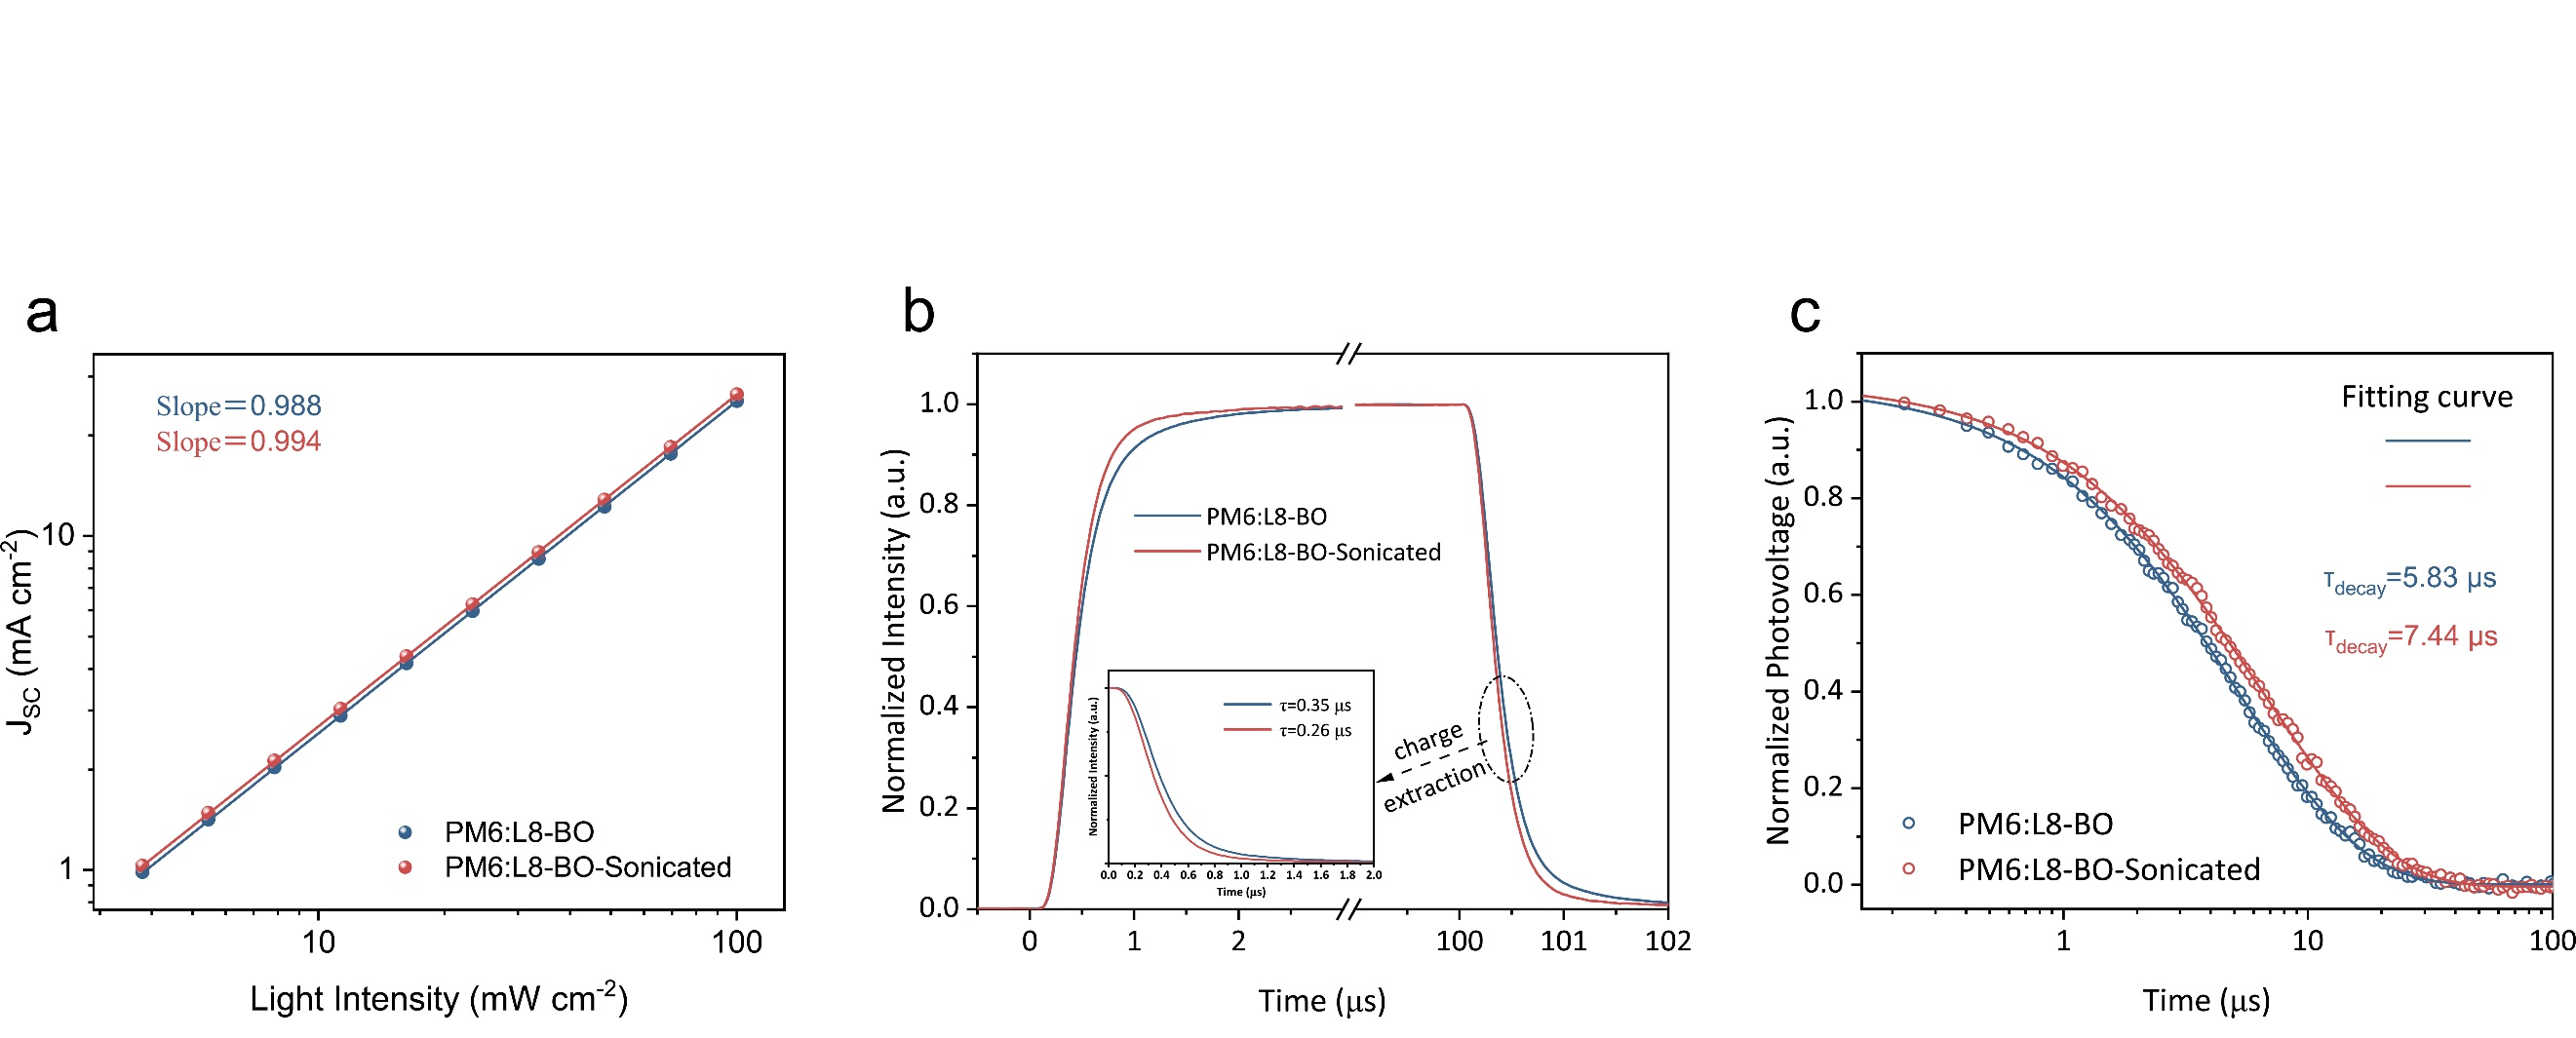 a
Slope=0.988
Slope=0.994
J_SC (mA cm^-2)
10
1
PM6:L8-BO
PM6:L8-BO-Sonicated
10
100
Light Intensity (mW cm^-2)
b
Normalized Intensity (a.u.)
1.0
0.8
0.6
0.4
0.2
0.0
PM6:L8-BO
PM6:L8-BO-Sonicated
Normalized Intensity (a.u.)
τ=0.35 μs
τ=0.26 μs
0.0 0.2 0.4 0.6 0.8 1.0 1.2 1.4 1.6 1.8 2.0
Time (μs)
charge
extraction
0 1 2 100 101 102
Time (μs)
c
Normalized Photovoltage (a.u.)
1.0
0.8
0.6
0.4
0.2
0.0
Fitting curve
τ_decay=5.83 μs
τ_decay=7.44 μs
PM6:L8-BO
PM6:L8-BO-Sonicated
1 10 100
Time (μs)